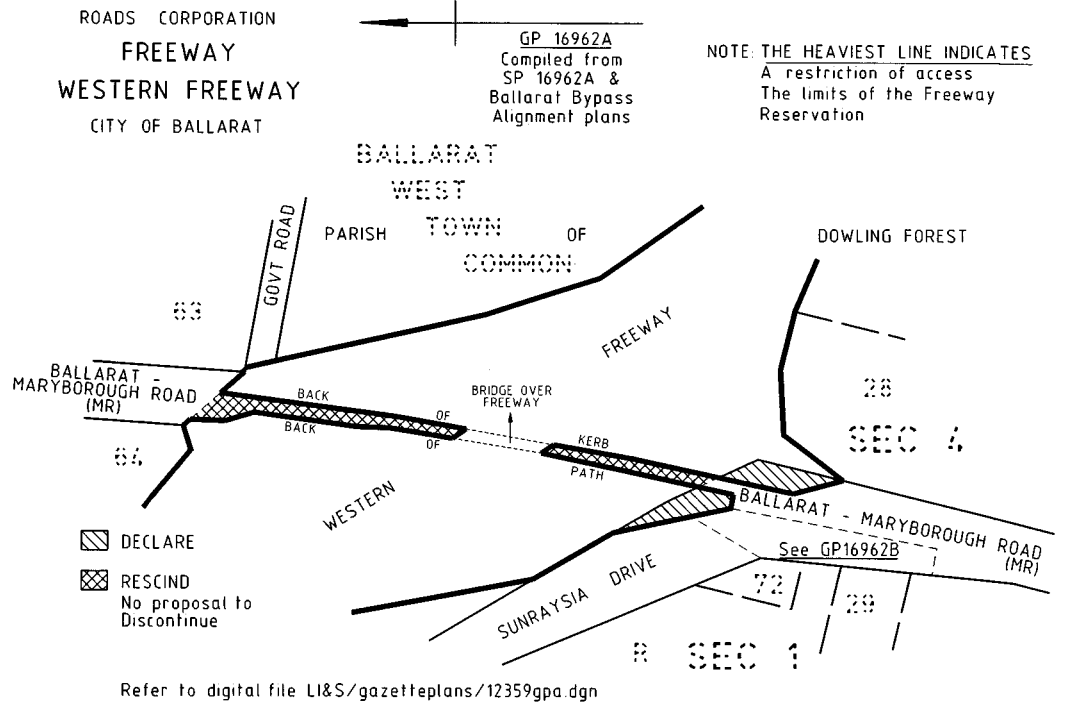 ROADS CORPORATION
FREEWAY
WESTERN FREEWAY
CITY OF BALLARAT
GP 16962A
Compiled from
SP 16962A &
Ballarat Bypass
Alignment plans
NOTE: THE HEAVIEST LINE INDICATES
A restriction of access
The limits of the Freeway
Reservation
BALLARAT
WEST
TOWN
COMMON
PARISH
OF
DOWLING FOREST
GOVT ROAD
63
FREEWAY
BALLARAT -
MARYBOROUGH ROAD
(MR)
BACK
OF
BACK
OF
BRIDGE OVER
FREEWAY
KERB
PATH
28
SEC 4
64
WESTERN
BALLARAT - MARYBOROUGH ROAD
(MR)
See GP16962B
DECLARE
RESCIND
No proposal to
Discontinue
SUNRAYSIA DRIVE
72
29
R SEC 1
Refer to digital file LI&S/gazetteplans/12359gpa.dgn